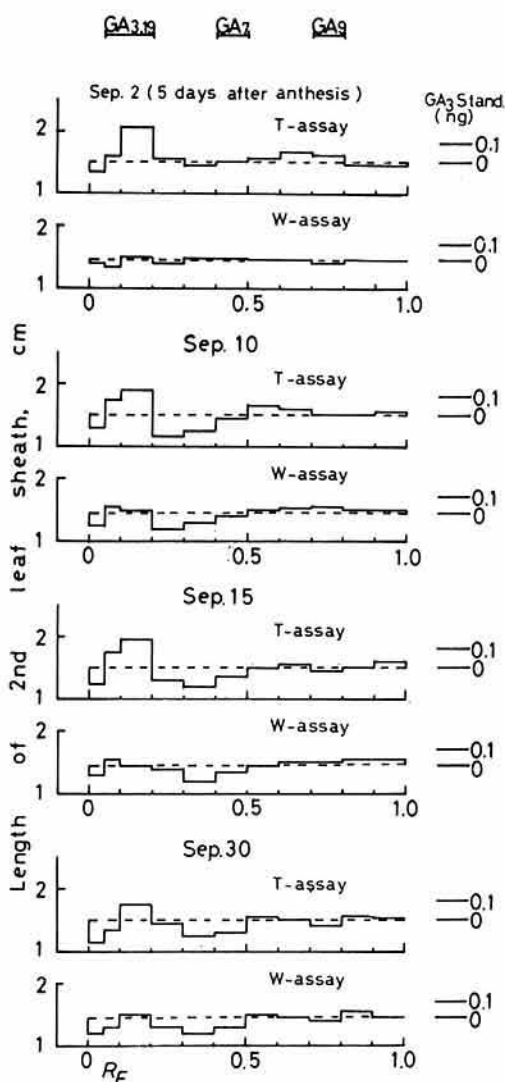 GA3,19 GA7 GA9
Sep. 2 (5 days after anthesis)
GA3 Stand.
(ng)
T-assay
2
1
0.1
0
W-assay
2
1
0.1
0
0 0.5 1.0
Sep. 10
T-assay
2
1
0.1
0
W-assay
2
1
0.1
0
0 0.5 1.0
Sep. 15
T-assay
2
1
0.1
0
W-assay
2
1
0.1
0
0 0.5 1.0
Sep. 30
T-assay
2
1
0.1
0
W-assay
2
1
0.1
0
0 0.5 1.0
RF
Length of 2nd leaf sheath, cm